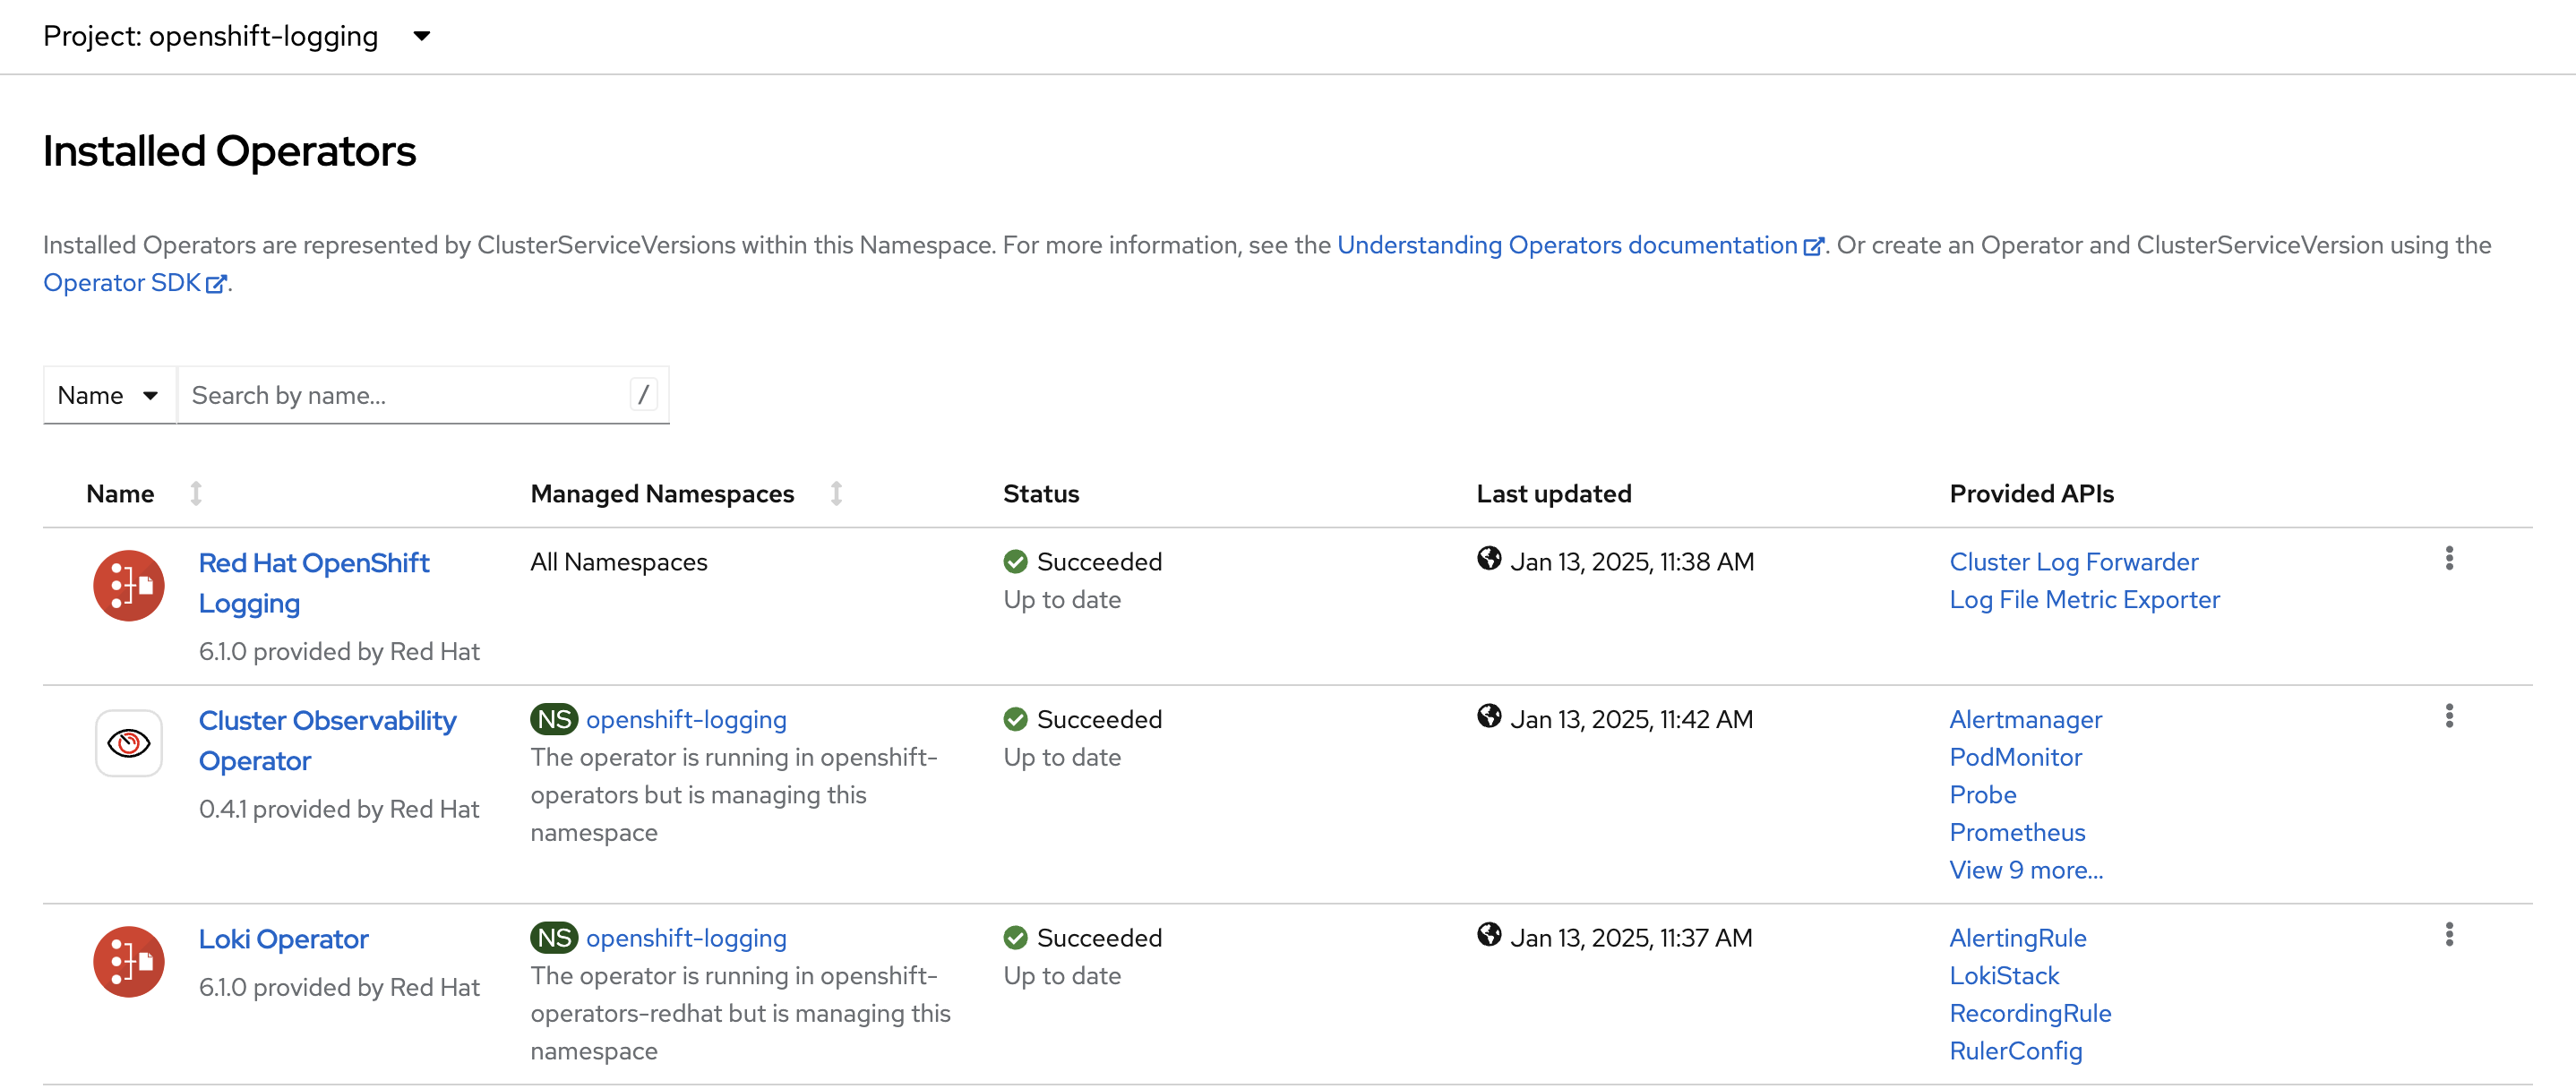 Project: openshift-logging
Installed Operators
Installed Operators are represented by ClusterServiceVersions within this Namespace. For more information, see the Understanding Operators documentation. Or create an Operator and ClusterServiceVersion using the
Operator SDK.
Name Search by name... /
Name Managed Namespaces Status Last updated Provided APIs
Red Hat OpenShift
Logging
6.1.0 provided by Red Hat
All Namespaces
Succeeded
Up to date
Jan 13, 2025, 11:38 AM
Cluster Log Forwarder
Log File Metric Exporter
Cluster Observability
Operator
0.4.1 provided by Red Hat
NS openshift-logging
The operator is running in openshift-
operators but is managing this
namespace
Succeeded
Up to date
Jan 13, 2025, 11:42 AM
Alertmanager
PodMonitor
Probe
Prometheus
View 9 more...
Loki Operator
6.1.0 provided by Red Hat
NS openshift-logging
The operator is running in openshift-
operators-redhat but is managing this
namespace
Succeeded
Up to date
Jan 13, 2025, 11:37 AM
AlertingRule
LokiStack
RecordingRule
RulerConfig